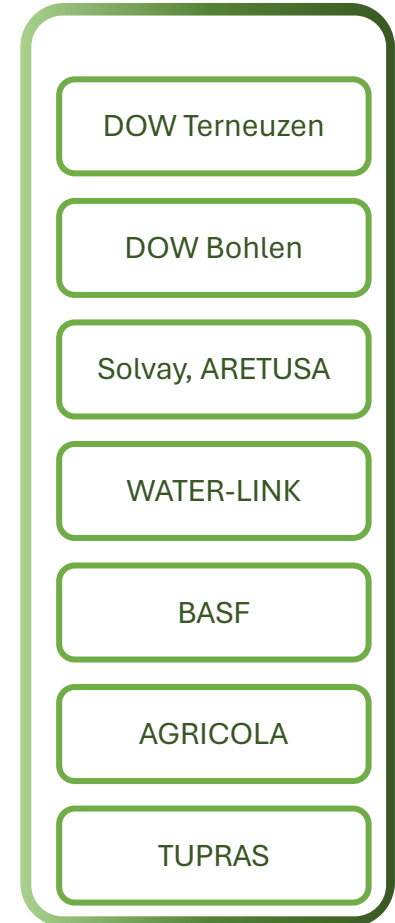 DOW Terneuzen
DOW Bohlen
Solvay, ARETUSA
WATER-LINK
BASF
AGRICOLA
TUPRAS